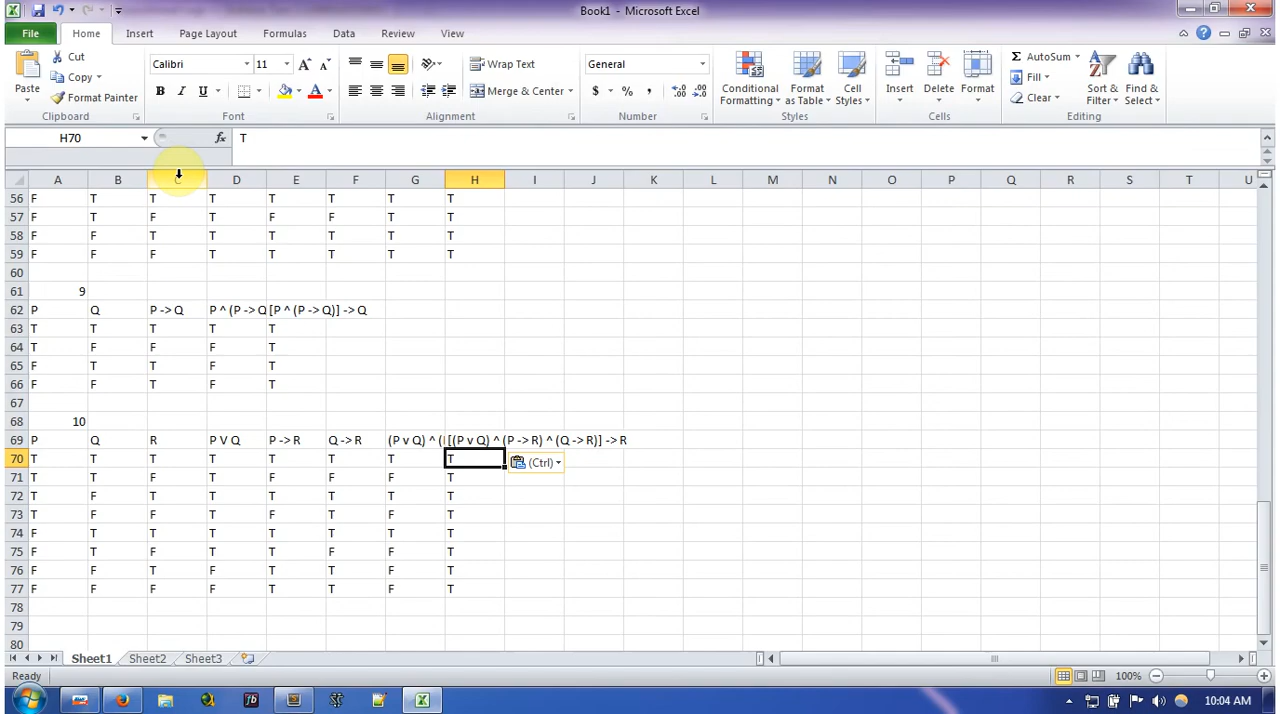 Book1 - Microsoft Excel
File Home Insert Page Layout Formulas Data Review View
Paste
Cut
Copy
Format Painter
Clipboard
Calibri 11
B I U
Font
Wrap Text
Merge & Center
Alignment
General
$ % ,
Number
Conditional Formatting
Format as Table
Cell Styles
Styles
Insert Delete Format
Cells
AutoSum
Fill
Clear
Sort & Filter
Find & Select
Editing
H70 fx T
A B C D E F G H I J K L M N O P Q R S T U
56 F T T T T T T T
57 F T F T F F T T
58 F F T T T T T T
59 F F F T T T T T
60
61 9
62 P Q P -> Q P ^ (P -> Q [P ^ (P -> Q)] -> Q
63 T T T T T
64 T F F F T
65 F T T F T
66 F F T F T
67
68 10
69 P Q R P V Q P -> R Q -> R (P v Q) ^ ( [(P v Q) ^ (P -> R) ^ (Q -> R)] -> R
70 T T T T T T T T (Ctrl)
71 T T F T F F F T
72 T F T T T T T T
73 T F F T F T F T
74 F T T T T T T T
75 F T F T T F F T
76 F F T F T T F T
77 F F F F T T F T
78
79
80
Sheet1 Sheet2 Sheet3
Ready 100%
10:04 AM